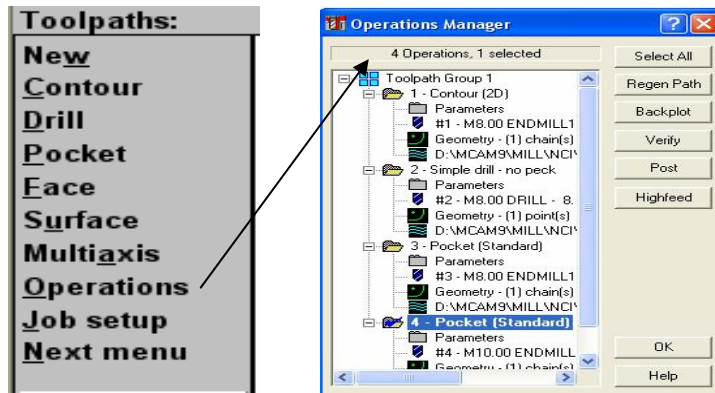 Toolpaths:
New
Contour
Drill
Pocket
Face
Surface
Multiaxis
Operations
Job setup
Next menu
Operations Manager
4 Operations, 1 selected
Toolpath Group 1
1 - Contour (2D)
Parameters
#1 - M8.00 ENDMILL1
Geometry - (1) chain(s)
D:\MCAM9\MILL\NCI\
2 - Simple drill - no peck
Parameters
#2 - M8.00 DRILL - 8.
Geometry - (1) point(s)
D:\MCAM9\MILL\NCI\
3 - Pocket (Standard)
Parameters
#3 - M8.00 ENDMILL1
Geometry - (1) chain(s)
D:\MCAM9\MILL\NCI\
4 - Pocket (Standard)
Parameters
#4 - M10.00 ENDMILL
Geometry - (1) chain(s)
Select All
Regen Path
Backplot
Verify
Post
Highfeed
OK
Help